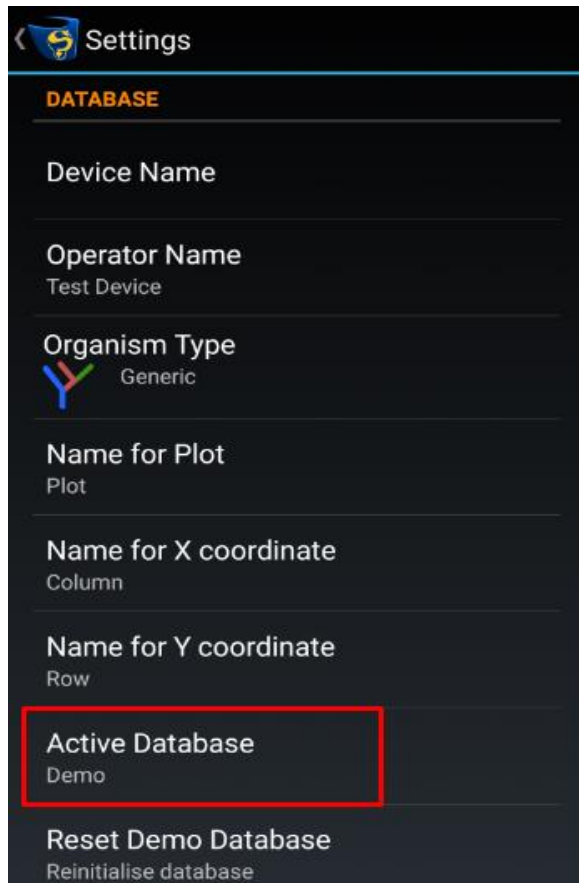 Settings
DATABASE
Device Name
Operator Name
Test Device
Organism Type
Generic
Name for Plot
Plot
Name for X coordinate
Column
Name for Y coordinate
Row
Active Database
Demo
Reset Demo Database
Reinitialise database